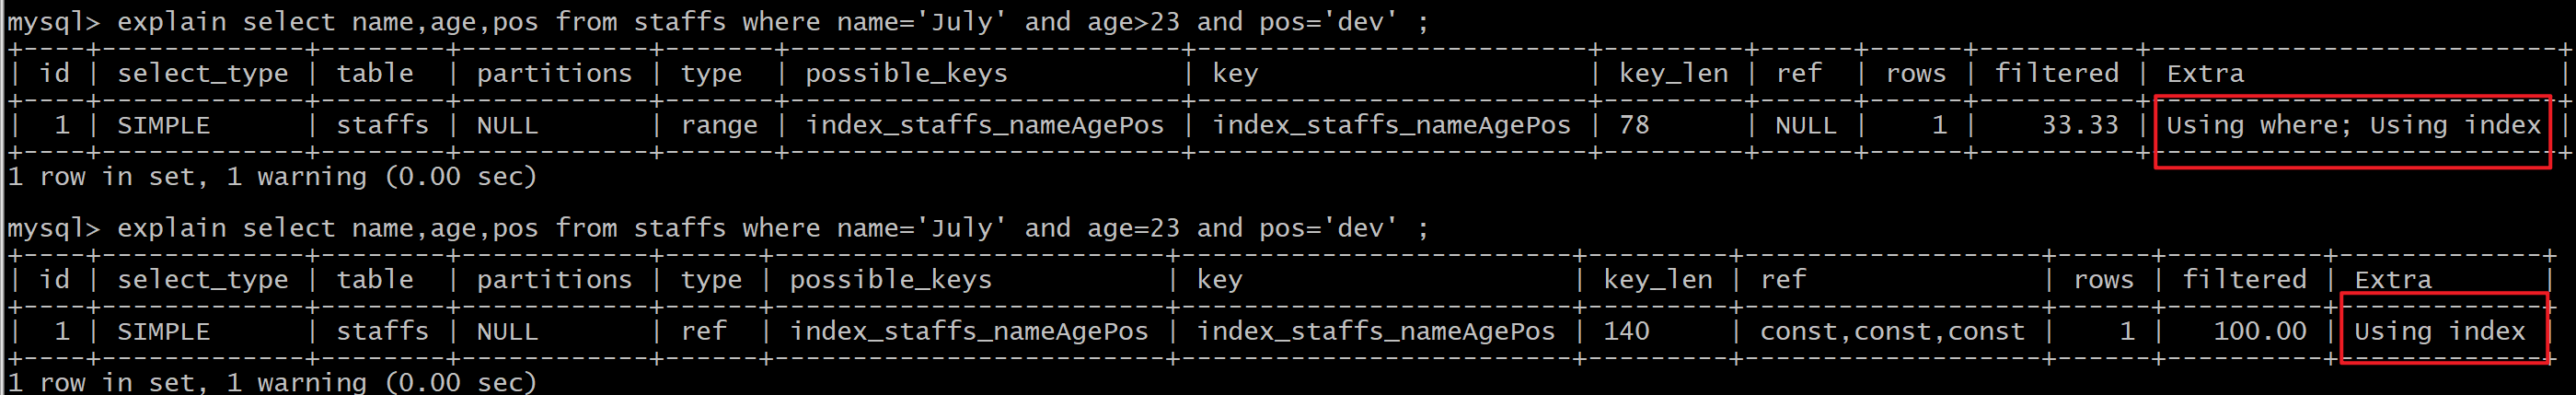 mysql> explain select name,age,pos from staffs where name='July' and age>23 and pos='dev' ;
+----+-------------+--------+------------+-------+-------------------------+-------------------------+---------+------+------+----------+--------------------------+
| id | select_type | table  | partitions | type  | possible_keys           | key                     | key_len | ref  | rows | filtered | Extra                    |
+----+-------------+--------+------------+-------+-------------------------+-------------------------+---------+------+------+----------+--------------------------+
|  1 | SIMPLE      | staffs | NULL       | range | index_staffs_nameAgePos | index_staffs_nameAgePos | 78      | NULL |    1 |    33.33 | Using where; Using index |
+----+-------------+--------+------------+-------+-------------------------+-------------------------+---------+------+------+----------+--------------------------+
1 row in set, 1 warning (0.00 sec)
mysql> explain select name,age,pos from staffs where name='July' and age=23 and pos='dev' ;
+----+-------------+--------+------------+------+-------------------------+-------------------------+---------+-------------------+------+----------+-------------+
| id | select_type | table  | partitions | type | possible_keys           | key                     | key_len | ref               | rows | filtered | Extra       |
+----+-------------+--------+------------+------+-------------------------+-------------------------+---------+-------------------+------+----------+-------------+
|  1 | SIMPLE      | staffs | NULL       | ref  | index_staffs_nameAgePos | index_staffs_nameAgePos | 140     | const,const,const |    1 |   100.00 | Using index |
+----+-------------+--------+------------+------+-------------------------+-------------------------+---------+-------------------+------+----------+-------------+
1 row in set, 1 warning (0.00 sec)